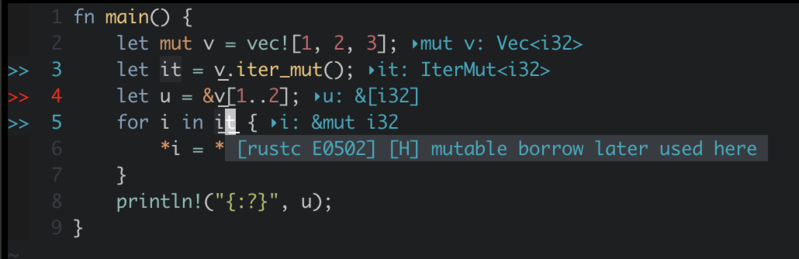 1 fn main() {
2 let mut v = vec![1, 2, 3]; ‣mut v: Vec<i32>
>> 3 let it = v.iter_mut(); ‣it: IterMut<i32>
>> 4 let u = &v[1..2]; ‣u: &[i32]
>> 5 for i in it { ‣i: &mut i32
6 *i = * [rustc E0502] [H] mutable borrow later used here
7 }
8 println!("{:?}", u);
9 }
~